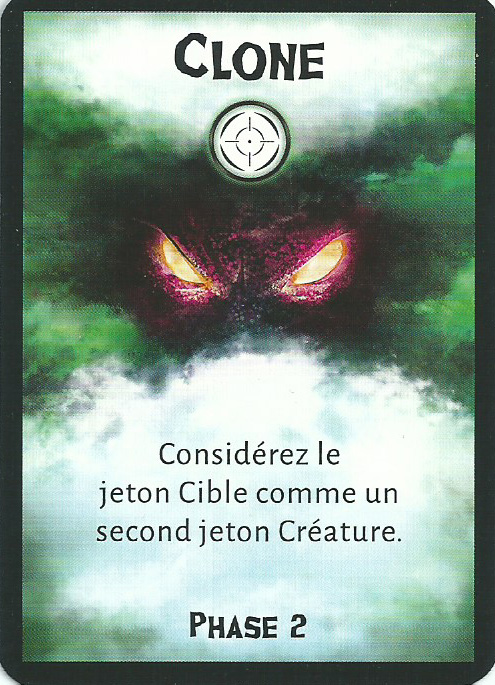 CLONE
Considérez le
jeton Cible comme un
second jeton Créature.
PHASE 2